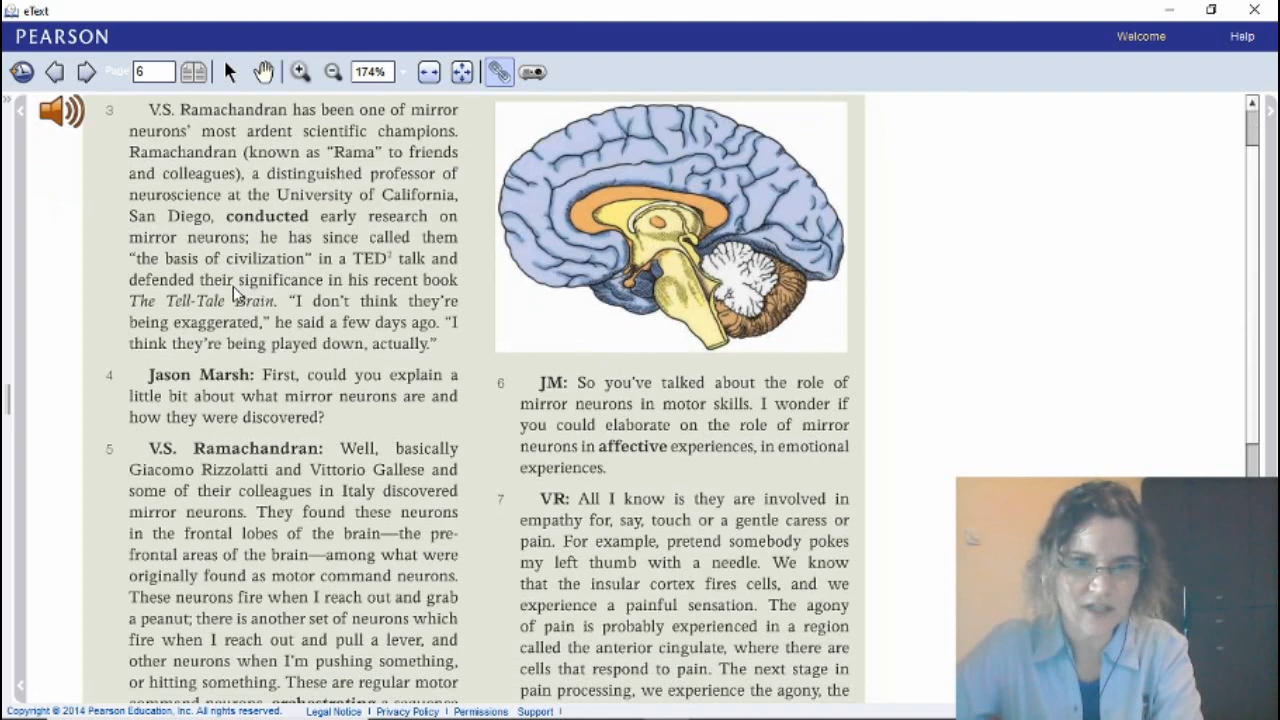 eText
PEARSON
Welcome
Help
Page 6
174%
3 V.S. Ramachandran has been one of mirror
neurons' most ardent scientific champions.
Ramachandran (known as "Rama" to friends
and colleagues), a distinguished professor of
neuroscience at the University of California,
San Diego, conducted early research on
mirror neurons; he has since called them
"the basis of civilization" in a TED² talk and
defended their significance in his recent book
The Tell-Tale Brain. "I don't think they're
being exaggerated," he said a few days ago. "I
think they're being played down, actually."
4 Jason Marsh: First, could you explain a
little bit about what mirror neurons are and
how they were discovered?
5 V.S. Ramachandran: Well, basically
Giacomo Rizzolatti and Vittorio Gallese and
some of their colleagues in Italy discovered
mirror neurons. They found these neurons
in the frontal lobes of the brain—the pre-
frontal areas of the brain—among what were
originally found as motor command neurons.
These neurons fire when I reach out and grab
a peanut; there is another set of neurons which
fire when I reach out and pull a lever, and
other neurons when I'm pushing something,
or hitting something. These are regular motor
command neurons, orchestrating a sequence
6 JM: So you've talked about the role of
mirror neurons in motor skills. I wonder if
you could elaborate on the role of mirror
neurons in affective experiences, in emotional
experiences.
7 VR: All I know is they are involved in
empathy for, say, touch or a gentle caress or
pain. For example, pretend somebody pokes
my left thumb with a needle. We know
that the insular cortex fires cells, and we
experience a painful sensation. The agony
of pain is probably experienced in a region
called the anterior cingulate, where there are
cells that respond to pain. The next stage in
pain processing, we experience the agony, the
Copyright © 2014 Pearson Education, Inc. All rights reserved. Legal Notice | Privacy Policy | Permissions Support |